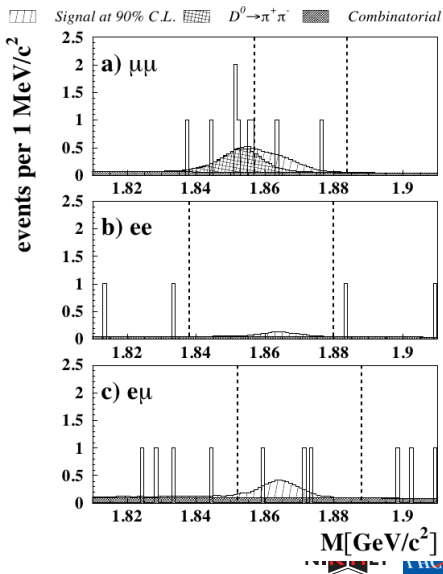 Signal at 90% C.L. D⁰→π⁺π⁻ Combinatorial
events per 1 MeV/c²
2.5
a) μμ
2
1.5
1
0.5
0
1.82 1.84 1.86 1.88 1.9
2.5
b) ee
2
1.5
1
0.5
0
1.82 1.84 1.86 1.88 1.9
2.5
c) eμ
2
1.5
1
0.5
0
1.82 1.84 1.86 1.88 1.9
M[GeV/c²]